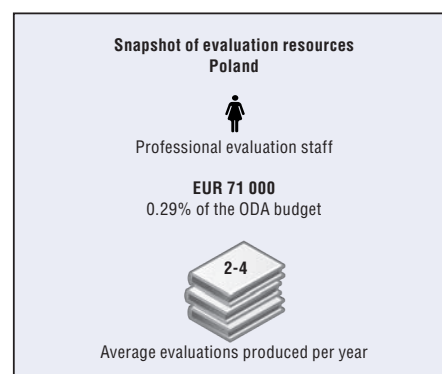 Snapshot of evaluation resources
Poland
Professional evaluation staff
EUR 71 000
0.29% of the ODA budget
2-4
Average evaluations produced per year